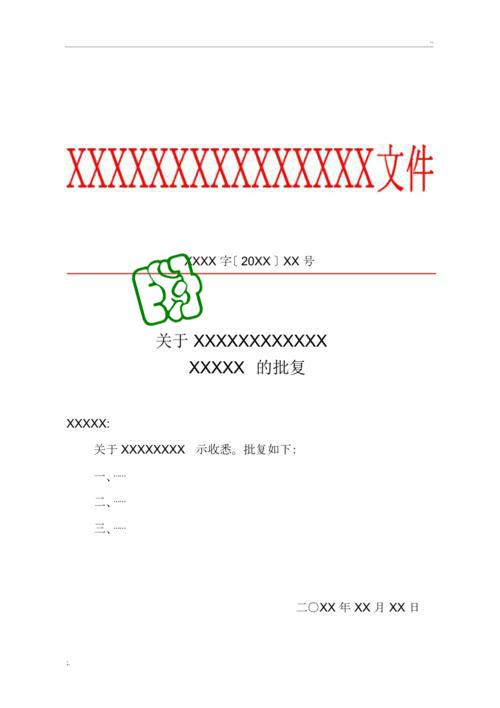 XXXXXXXXXXXXXXX文件
XXXX 字〔 20XX 〕 XX 号
关于 XXXXXXXXXXXX
XXXXX 的批复
XXXXX:
关于 XXXXXXXX 示收悉。批复如下:
一、……
二、……
三、……
二〇XX 年 XX 月 XX 日